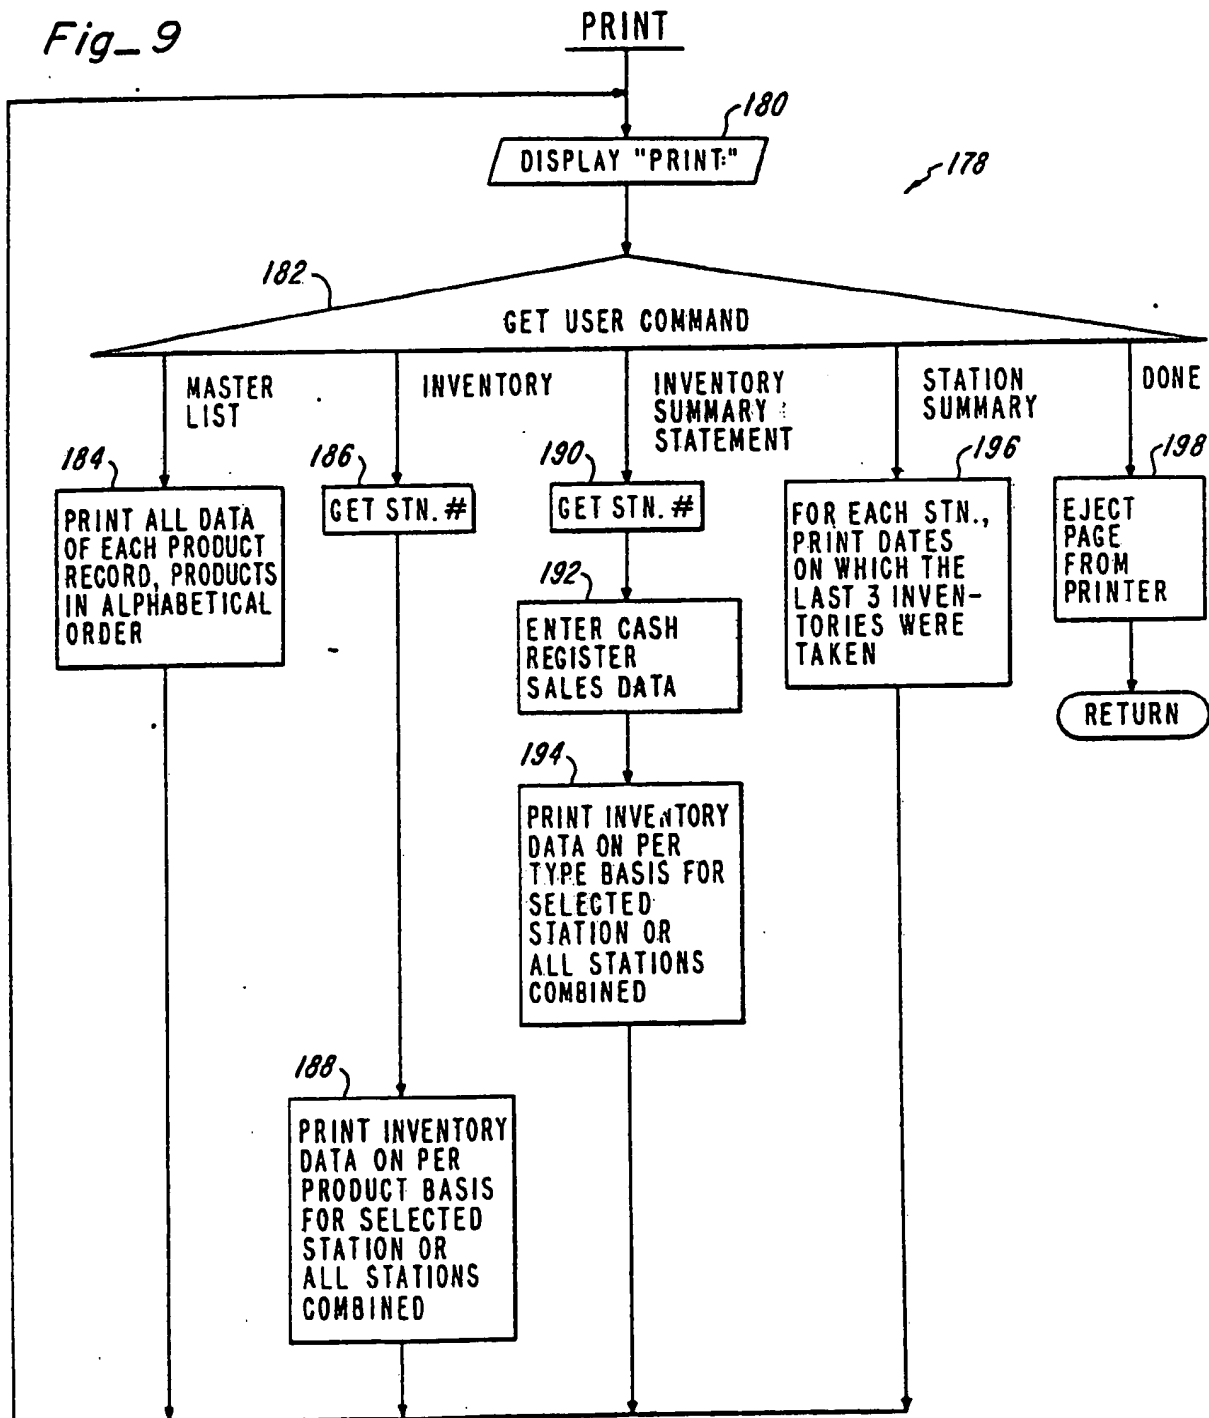 Fig_9
PRINT
180
DISPLAY "PRINT:"
178
182
GET USER COMMAND
MASTER
LIST
INVENTORY
INVENTORY
SUMMARY
STATEMENT
STATION
SUMMARY
DONE
184
PRINT ALL DATA
OF EACH PRODUCT
RECORD, PRODUCTS
IN ALPHABETICAL
ORDER
186
GET STN. #
190
GET STN. #
192
ENTER CASH
REGISTER
SALES DATA
194
PRINT INVENTORY
DATA ON PER
TYPE BASIS FOR
SELECTED
STATION OR
ALL STATIONS
COMBINED
196
FOR EACH STN.,
PRINT DATES
ON WHICH THE
LAST 3 INVEN-
TORIES WERE
TAKEN
198
EJECT
PAGE
FROM
PRINTER
RETURN
188
PRINT INVENTORY
DATA ON PER
PRODUCT BASIS
FOR SELECTED
STATION OR
ALL STATIONS
COMBINED